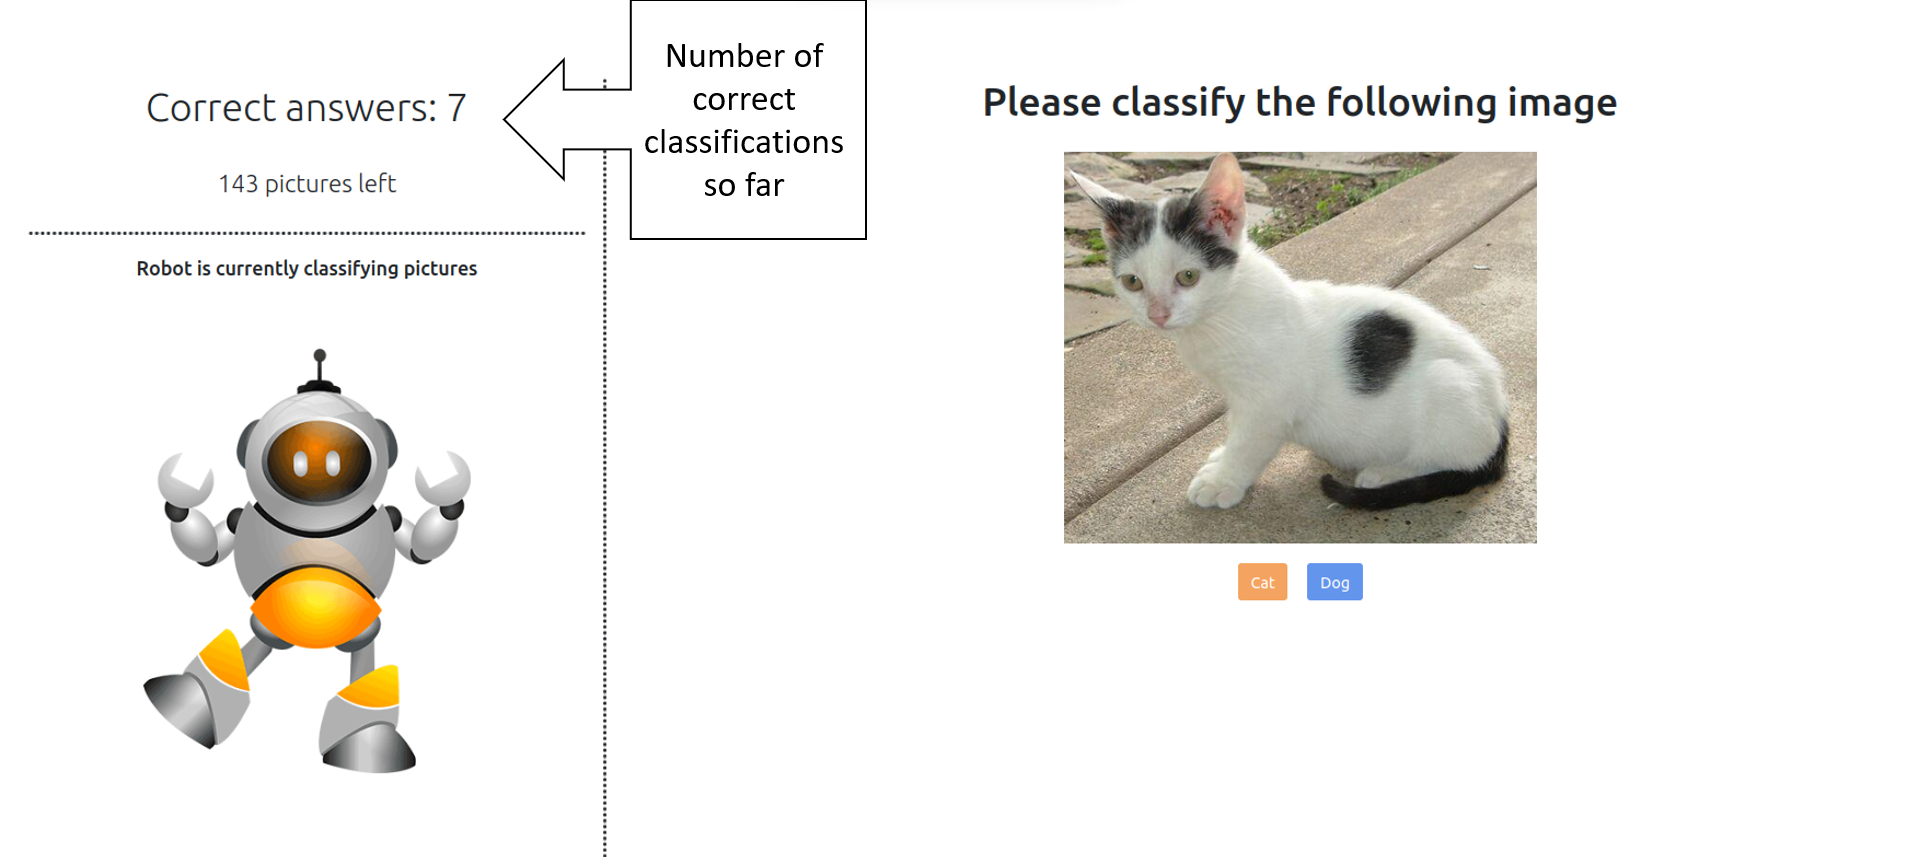 Correct answers: 7
143 pictures left
Robot is currently classifying pictures
Number of
correct
classifications
so far
Please classify the following image
Cat
Dog